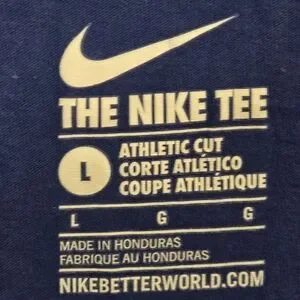 THE NIKE TEE
L
ATHLETIC CUT
CORTE ATLÉTICO
COUPE ATHLÉTIQUE
L G G
MADE IN HONDURAS
FABRIQUE AU HONDURAS
NIKEBETTERWORLD.COM